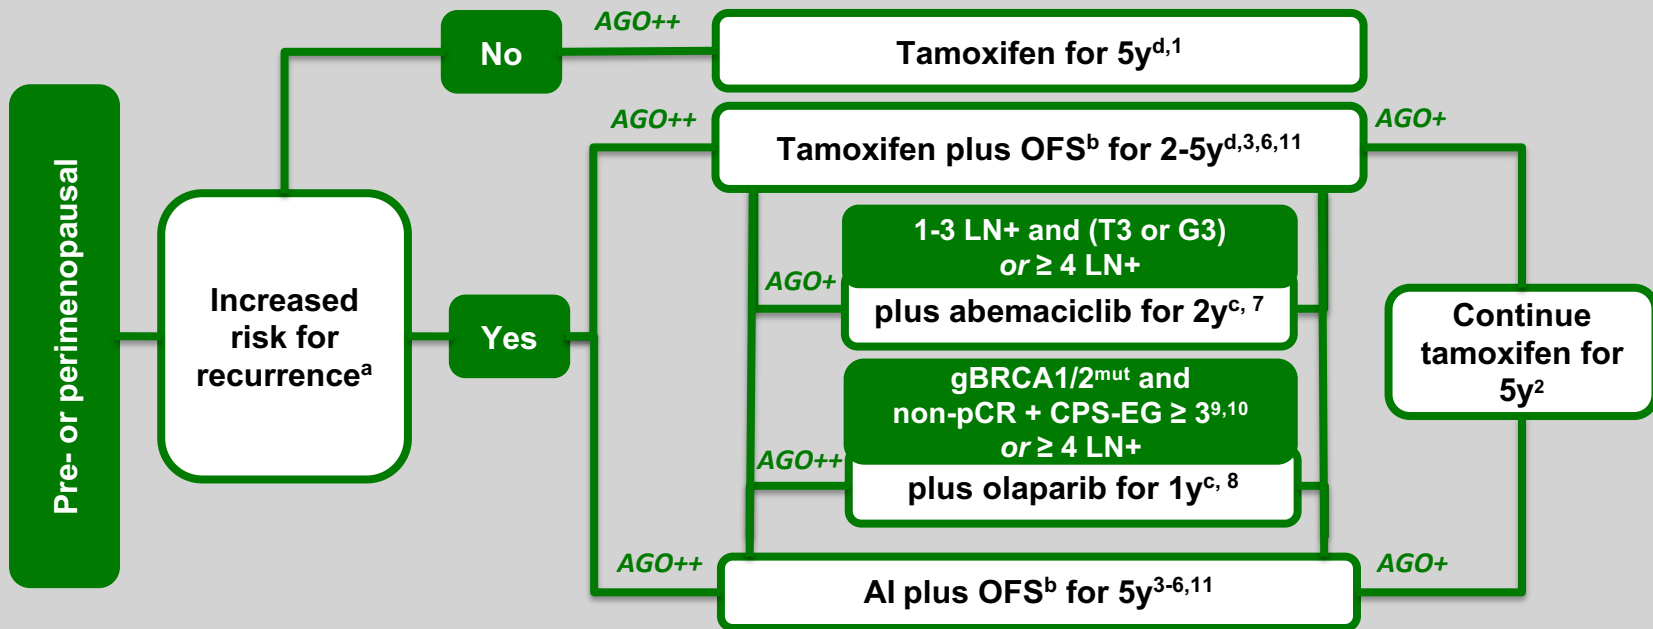 Pre- or perimenopausal
Increased
risk for
recurrenceᵃ
No
AGO++
Tamoxifen for 5yᵈ,¹
Yes
AGO++
Tamoxifen plus OFSᵇ for 2-5yᵈ,³,⁶,¹¹
AGO+
1-3 LN+ and (T3 or G3)
or ≥ 4 LN+
AGO+
plus abemaciclib for 2yᶜ, ⁷
gBRCA1/2ᵐᵘᵗ and
non-pCR + CPS-EG ≥ 3⁹,¹⁰
or ≥ 4 LN+
AGO++
plus olaparib for 1yᶜ, ⁸
AGO++
AI plus OFSᵇ for 5y³⁻⁶,¹¹
AGO+
Continue
tamoxifen for
5y²